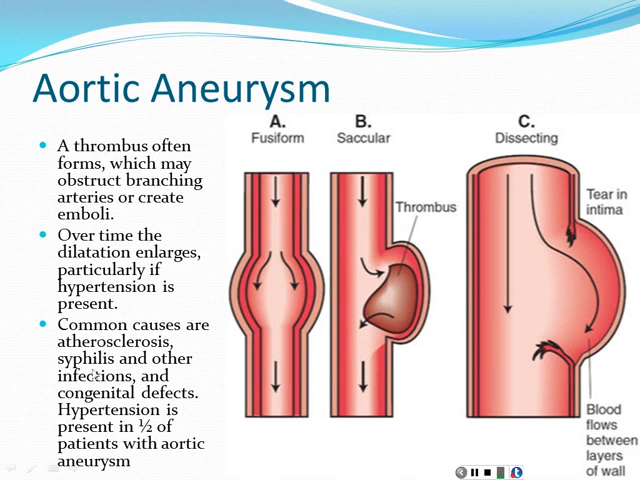 Aortic Aneurysm
A thrombus often
forms, which may
obstruct branching
arteries or create
emboli.
Over time the
dilatation enlarges,
particularly if
hypertension is
present.
Common causes are
atherosclerosis,
syphilis and other
infections, and
congenital defects.
Hypertension is
present in ½ of
patients with aortic
aneurysm
A.
Fusiform
B.
Saccular
Thrombus
C.
Dissecting
Tear in
intima
Blood
flows
between
layers
of wall